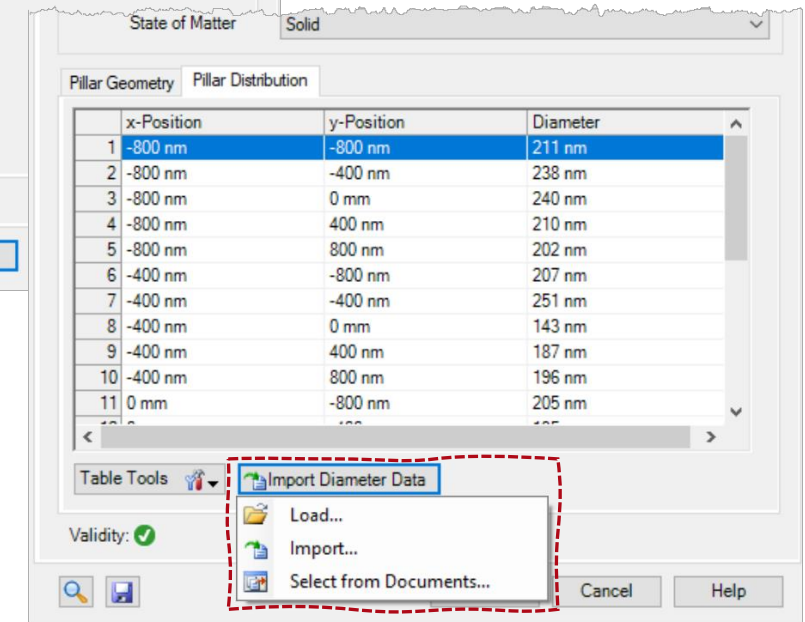 State of Matter Solid
Pillar Geometry Pillar Distribution
x-Position y-Position Diameter
1 -800 nm -800 nm 211 nm
2 -800 nm -400 nm 238 nm
3 -800 nm 0 mm 240 nm
4 -800 nm 400 nm 210 nm
5 -800 nm 800 nm 202 nm
6 -400 nm -800 nm 207 nm
7 -400 nm -400 nm 251 nm
8 -400 nm 0 mm 143 nm
9 -400 nm 400 nm 187 nm
10 -400 nm 800 nm 196 nm
11 0 mm -800 nm 205 nm
Table Tools Import Diameter Data
Load...
Validity:
Import...
Select from Documents...
Cancel Help